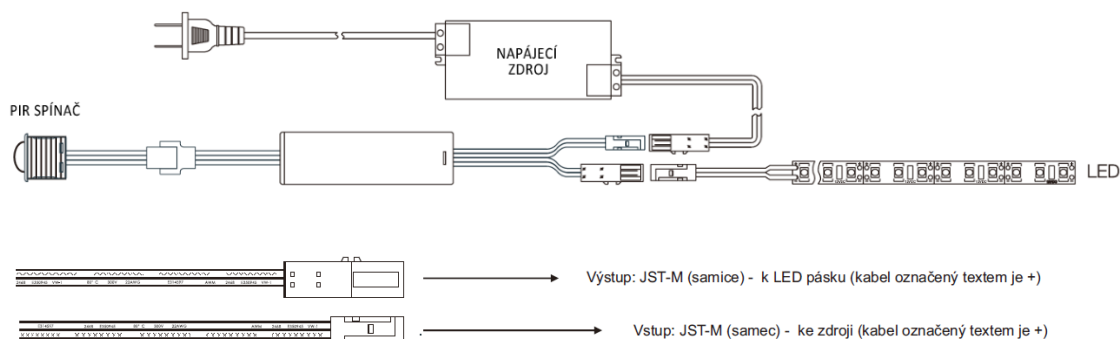 NAPÁJECÍ
ZDROJ
PIR SPÍNAČ
LED
Výstup: JST-M (samice) - k LED pásku (kabel označený textem je +)
Vstup: JST-M (samec) - ke zdroji (kabel označený textem je +)